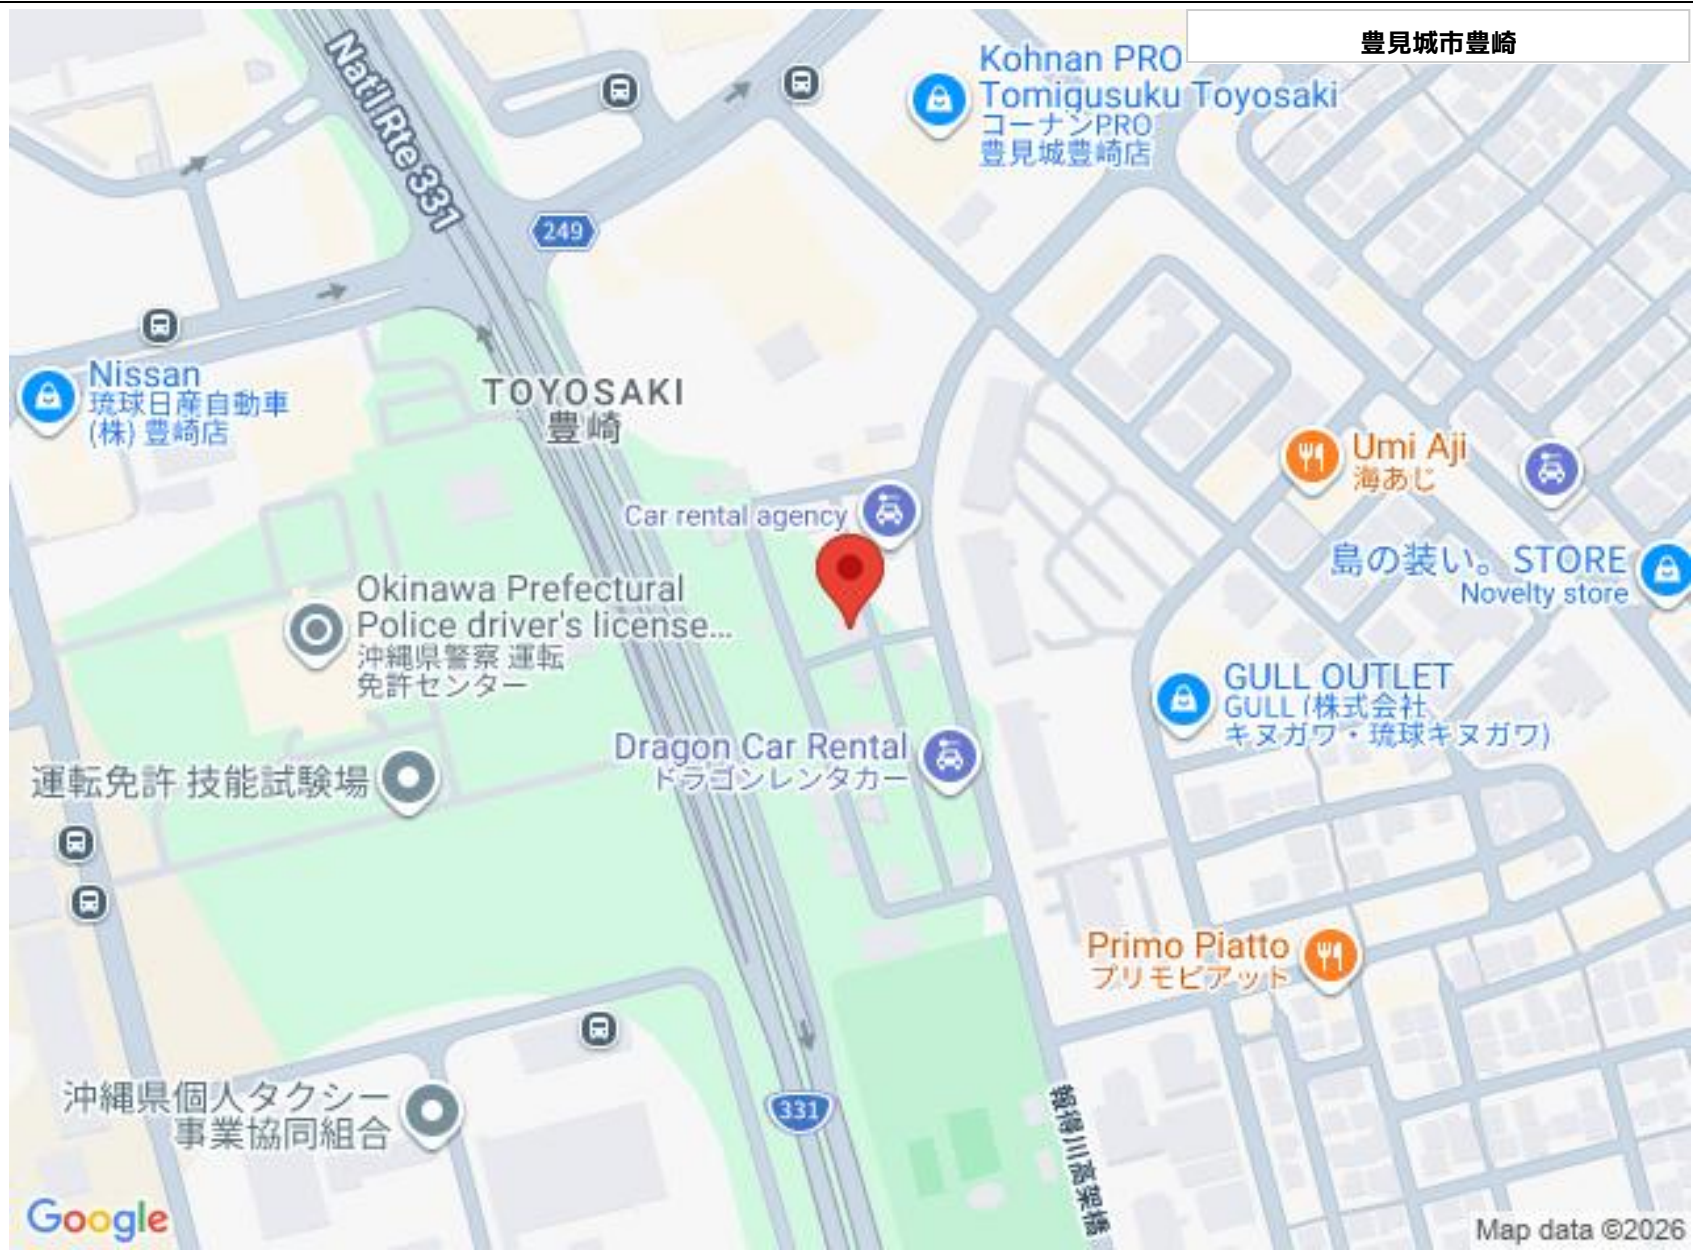 豊見城市豊崎
Nat'l Rte 331
Kohnan PRO
Tomigusuku Toyosaki
コーナンPRO
豊見城豊崎店
249
Nissan
琉球日産自動車
(株) 豊崎店
TOYOSAKI
豊崎
Umi Aji
海あじ
Car rental agency
島の装い。STORE
Novelty store
Okinawa Prefectural
Police driver's license...
沖縄県警察 運転
免許センター
GULL OUTLET
GULL (株式会社
キヌガワ・琉球キヌガワ)
Dragon Car Rental
ドラゴンレンタカー
運転免許 技能試験場
Primo Piatto
プリモピアット
沖縄県個人タクシー
事業協同組合
331
報得川高架橋
Google
Map data ©2026